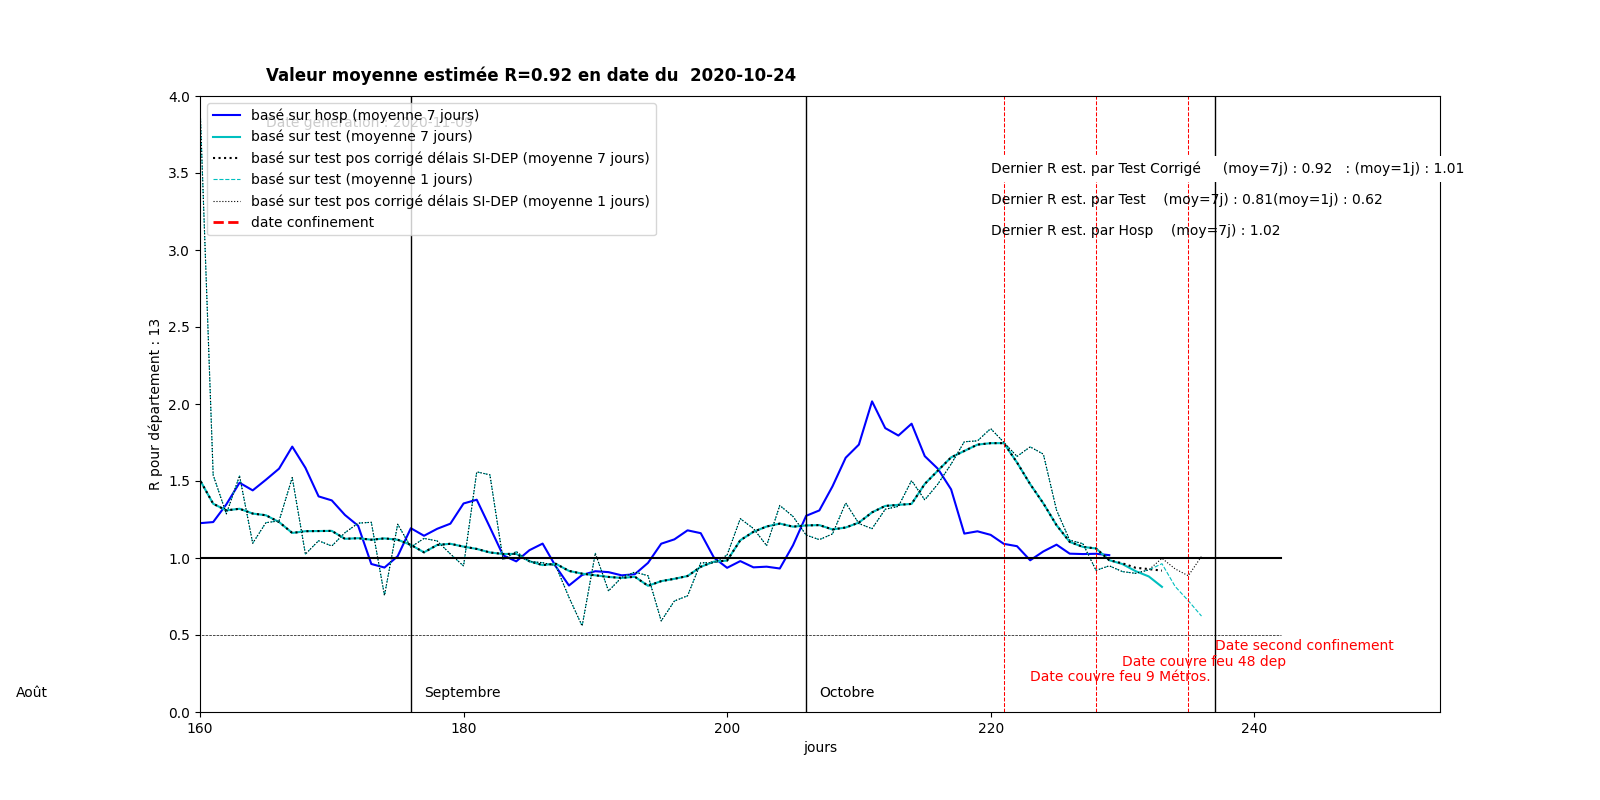 Valeur moyenne estimée R=0.92 en date du  2020-10-24
4.0
3.5
3.0
2.5
2.0
1.5
1.0
0.5
0.0
R pour département : 13
basé sur hosp (moyenne 7 jours)
Date génération : 2020-11-09
basé sur test (moyenne 7 jours)
basé sur test pos corrigé délais SI-DEP (moyenne 7 jours)
basé sur test (moyenne 1 jours)
basé sur test pos corrigé délais SI-DEP (moyenne 1 jours)
date confinement
Dernier R est. par Test Corrigé     (moy=7j) : 0.92   : (moy=1j) : 1.01
Dernier R est. par Test    (moy=7j) : 0.81(moy=1j) : 0.62
Dernier R est. par Hosp    (moy=7j) : 1.02
Date second confinement
Date couvre feu 48 dep
Date couvre feu 9 Métros.
Août
Septembre
Octobre
160 180 200 220 240
jours